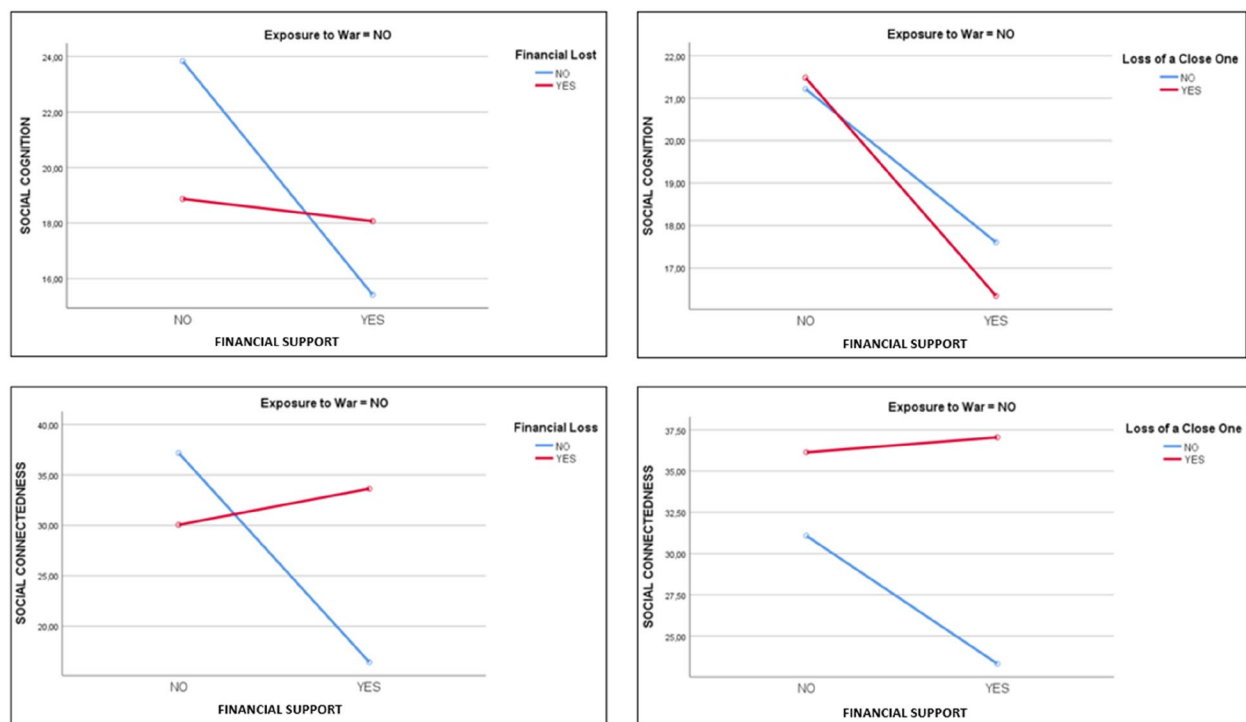 Exposure to War = NO
Financial Lost
NO
YES
24,00
22,00
20,00
18,00
16,00
SOCIAL COGNITION
NO YES
FINANCIAL SUPPORT
Exposure to War = NO
Loss of a Close One
NO
YES
22,00
21,00
20,00
19,00
18,00
17,00
SOCIAL COGNITION
NO YES
FINANCIAL SUPPORT
Exposure to War = NO
Financial Loss
NO
YES
40,00
35,00
30,00
25,00
20,00
SOCIAL CONNECTEDNESS
NO YES
FINANCIAL SUPPORT
Exposure to War = NO
Loss of a Close One
NO
YES
37,50
35,00
32,50
30,00
27,50
25,00
SOCIAL CONNECTEDNESS
NO YES
FINANCIAL SUPPORT